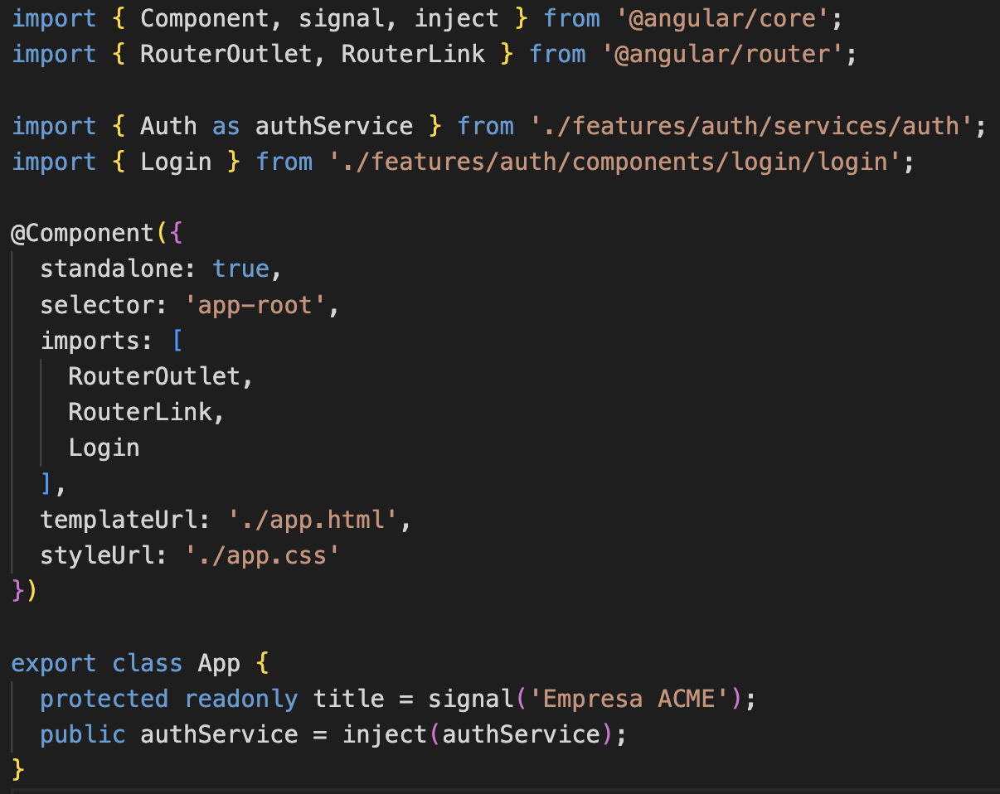 import { Component, signal, inject } from '@angular/core';
import { RouterOutlet, RouterLink } from '@angular/router';

import { Auth as authService } from './features/auth/services/auth';
import { Login } from './features/auth/components/login/login';

@Component({
  standalone: true,
  selector: 'app-root',
  imports: [
    RouterOutlet,
    RouterLink,
    Login
  ],
  templateUrl: './app.html',
  styleUrl: './app.css'
})

export class App {
  protected readonly title = signal('Empresa ACME');
  public authService = inject(authService);
}